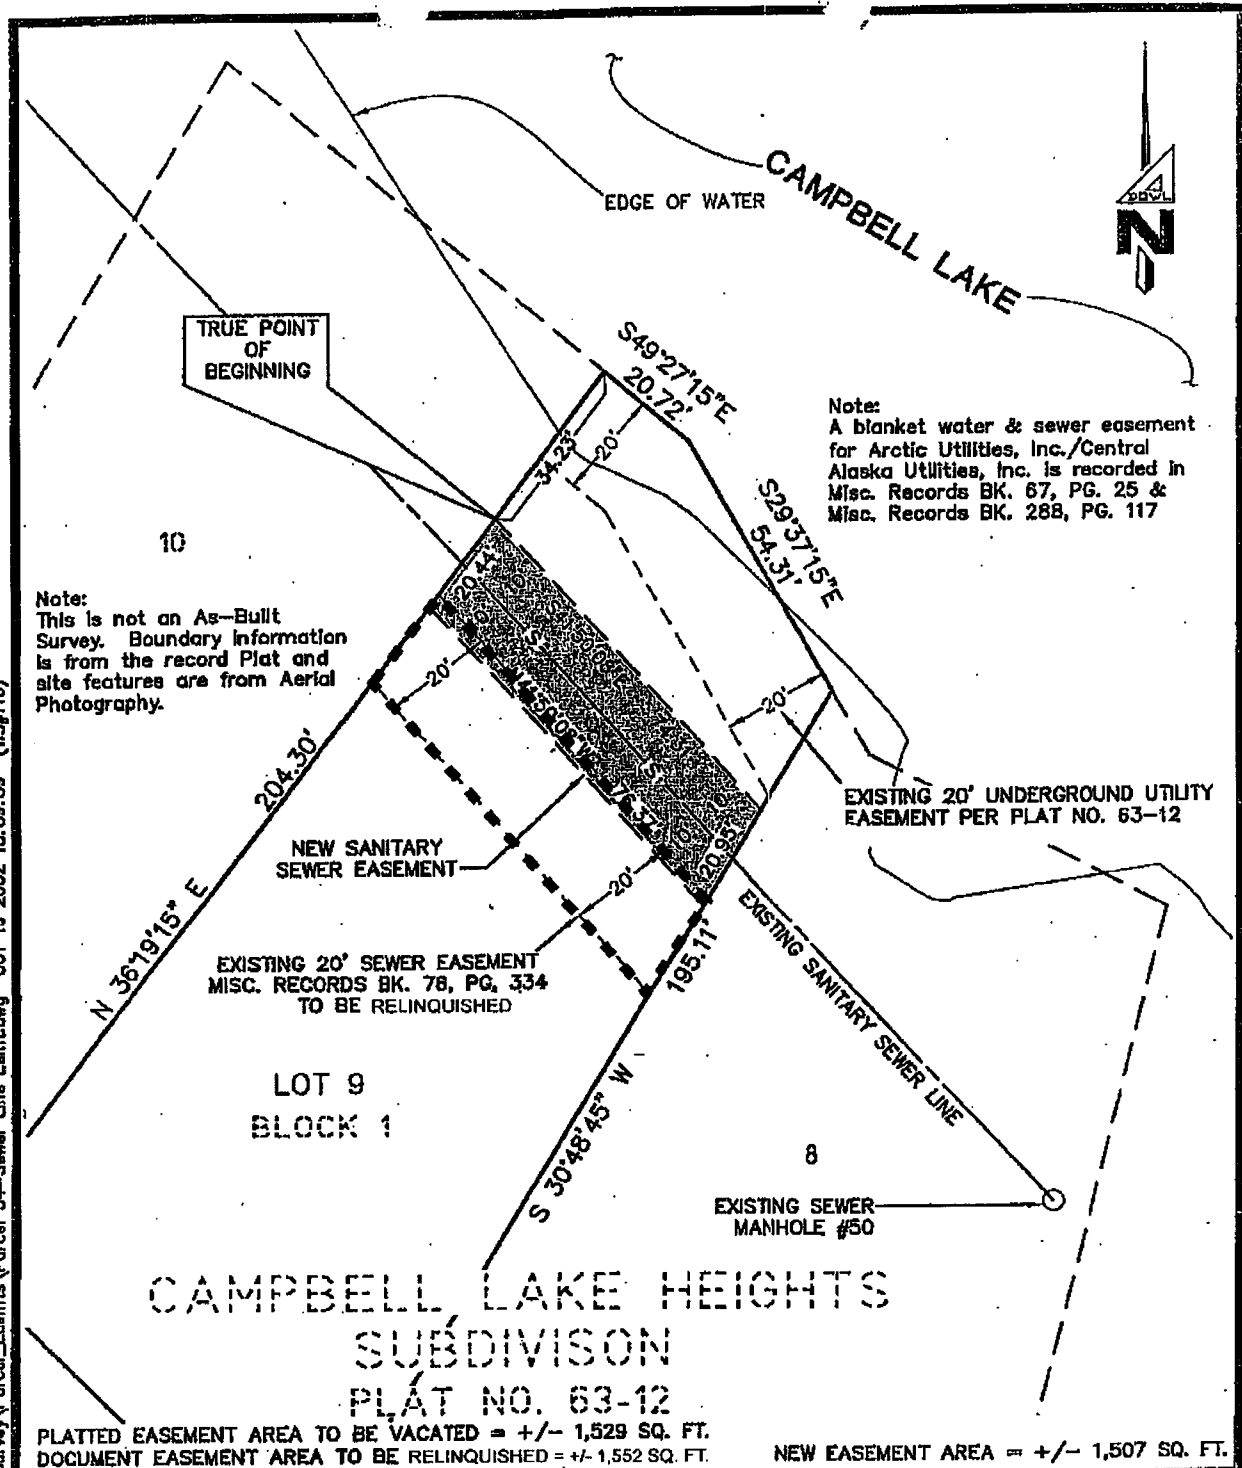 CAMPBELL LAKE
EDGE OF WATER
DOWL
N
TRUE POINT
OF
BEGINNING
S49°27'15"E
20.72'
Note:
A blanket water & sewer easement
for Arctic Utilities, Inc./Central
Alaska Utilities, Inc. is recorded in
Misc. Records BK. 67, PG. 25 &
Misc. Records BK. 288, PG. 117
34.23'
20'
S29°37'15"E
54.31'
10
Note:
This is not an As-Built
Survey. Boundary information
is from the record Plat and
site features are from Aerial
Photography.
20.44'
10'
S
20'
20'
76.37'
S
10'
204.30'
EXISTING 20' UNDERGROUND UTILITY
EASEMENT PER PLAT NO. 63-12
NEW SANITARY
SEWER EASEMENT
20'
20.95'
N 36°19'15" E
EXISTING 20' SEWER EASEMENT
MISC. RECORDS BK. 78, PG. 334
TO BE RELINQUISHED
195.11'
EXISTING SANITARY SEWER LINE
LOT 9
BLOCK 1
S 30°48'45" W
8
EXISTING SEWER
MANHOLE #50
CAMPBELL LAKE HEIGHTS
SUBDIVISON
PLAT NO. 63-12
PLATTED EASEMENT AREA TO BE VACATED = +/- 1,529 SQ. FT.
DOCUMENT EASEMENT AREA TO BE RELINQUISHED = +/- 1,552 SQ. FT.
NEW EASEMENT AREA = +/- 1,507 SQ. FT.